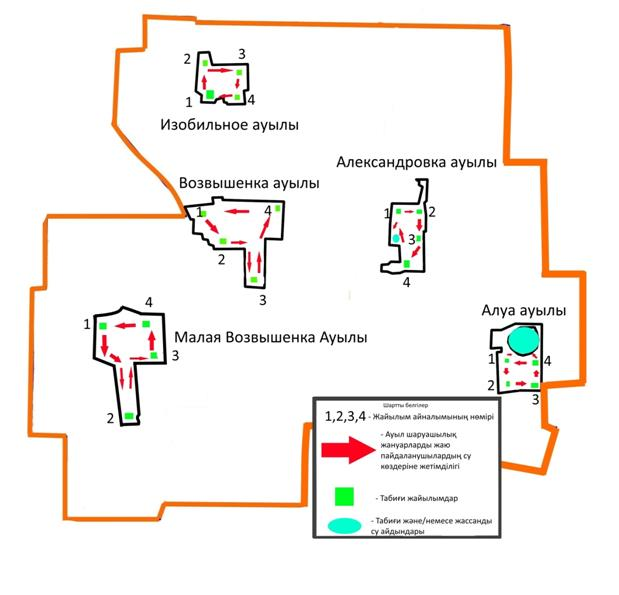 2
3
1
4
Изобильное ауылы
Возвышенка ауылы
1
4
2
3
Александровка ауылы
1
2
3
4
Алуа ауылы
1
4
2
3
4
1
Малая Возвышенка Ауылы
3
2
Шартты белгілер
1,2,3,4 - Жайылым айналымының нөмірі
- Ауыл шаруашылық
жануарларды жаю
пайдаланушылардың су
көздеріне жетімділігі
- Табиғи жайылымдар
- Табиғи және/немесе жассанды
су айдындары